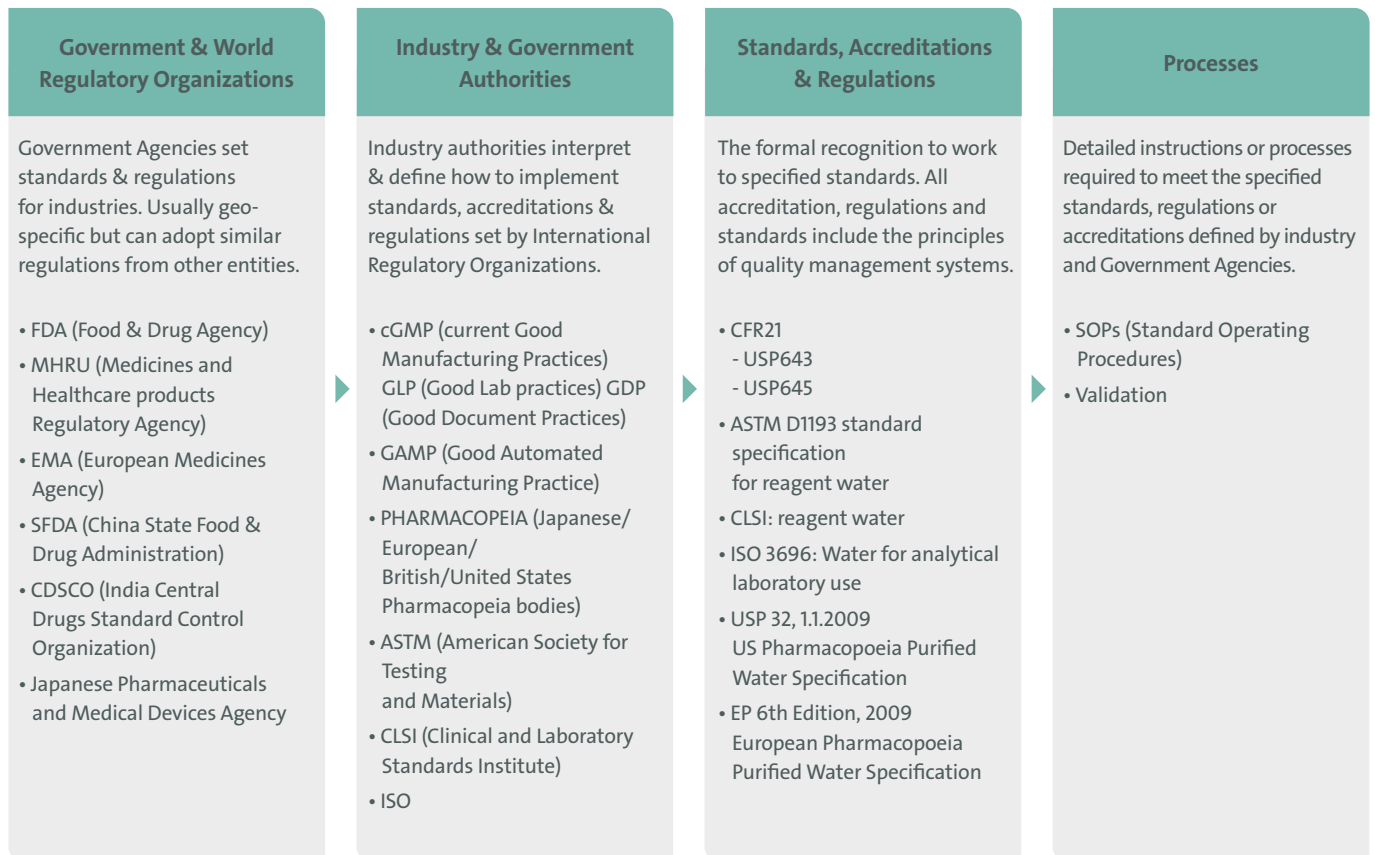 Government & World
Regulatory Organizations
Government Agencies set
standards & regulations
for industries. Usually geo-
specific but can adopt similar
regulations from other entities.
• FDA (Food & Drug Agency)
• MHRU (Medicines and
Healthcare products
Regulatory Agency)
• EMA (European Medicines
Agency)
• SFDA (China State Food &
Drug Administration)
• CDSCO (India Central
Drugs Standard Control
Organization)
• Japanese Pharmaceuticals
and Medical Devices Agency
Industry & Government
Authorities
Industry authorities interpret
& define how to implement
standards, accreditations &
regulations set by International
Regulatory Organizations.
• cGMP (current Good
Manufacturing Practices)
GLP (Good Lab practices) GDP
(Good Document Practices)
• GAMP (Good Automated
Manufacturing Practice)
• PHARMACOPEIA (Japanese/
European/
British/United States
Pharmacopeia bodies)
• ASTM (American Society for
Testing
and Materials)
• CLSI (Clinical and Laboratory
Standards Institute)
• ISO
Standards, Accreditations
& Regulations
The formal recognition to work
to specified standards. All
accreditation, regulations and
standards include the principles
of quality management systems.
• CFR21
- USP643
- USP645
• ASTM D1193 standard
specification
for reagent water
• CLSI: reagent water
• ISO 3696: Water for analytical
laboratory use
• USP 32, 1.1.2009
US Pharmacopoeia Purified
Water Specification
• EP 6th Edition, 2009
European Pharmacopoeia
Purified Water Specification
Processes
Detailed instructions or processes
required to meet the specified
standards, regulations or
accreditations defined by industry
and Government Agencies.
• SOPs (Standard Operating
Procedures)
• Validation